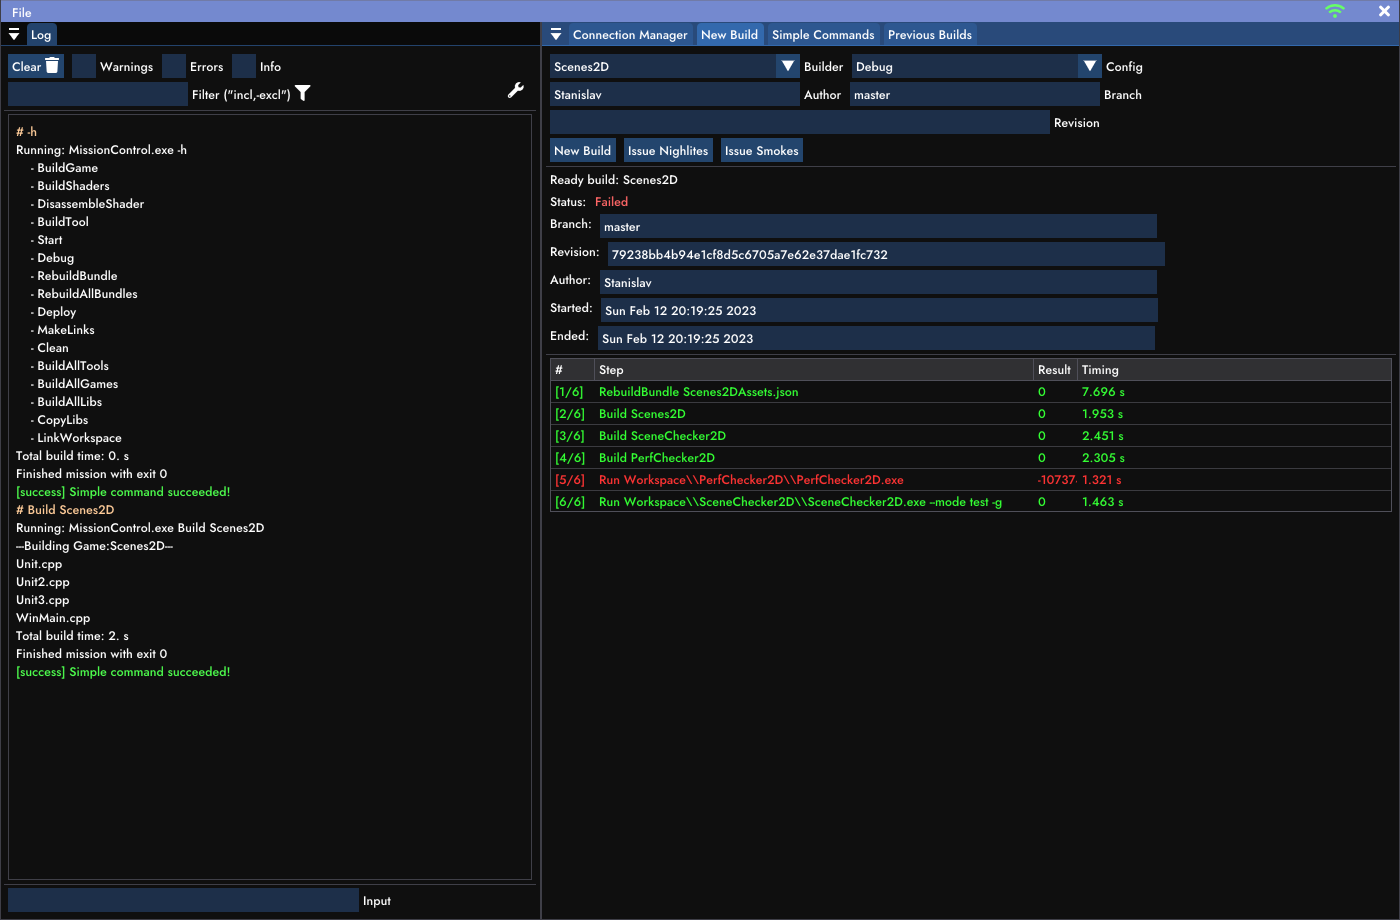 File
Log
Clear Warnings Errors Info
Filter ("incl,-excl")
# -h
Running: MissionControl.exe -h
- BuildGame
- BuildShaders
- DisassembleShader
- BuildTool
- Start
- Debug
- RebuildBundle
- RebuildAllBundles
- Deploy
- MakeLinks
- Clean
- BuildAllTools
- BuildAllGames
- BuildAllLibs
- CopyLibs
- LinkWorkspace
Total build time: 0. s
Finished mission with exit 0
[success] Simple command succeeded!
# Build Scenes2D
Running: MissionControl.exe Build Scenes2D
---Building Game:Scenes2D---
Unit.cpp
Unit2.cpp
Unit3.cpp
WinMain.cpp
Total build time: 2. s
Finished mission with exit 0
[success] Simple command succeeded!
Input
Connection Manager New Build Simple Commands Previous Builds
Scenes2D Builder Debug Config
Stanislav Author master Branch
Revision
New Build Issue Nighlites Issue Smokes
Ready build: Scenes2D
Status: Failed
Branch: master
Revision: 79238bb4b94e1cf8d5c6705a7e62e37dae1fc732
Author: Stanislav
Started: Sun Feb 12 20:19:25 2023
Ended: Sun Feb 12 20:19:25 2023
# Step Result Timing
[1/6] RebuildBundle Scenes2DAssets.json 0 7.696 s
[2/6] Build Scenes2D 0 1.953 s
[3/6] Build SceneChecker2D 0 2.451 s
[4/6] Build PerfChecker2D 0 2.305 s
[5/6] Run Workspace\\PerfChecker2D\\PerfChecker2D.exe -10737 1.321 s
[6/6] Run Workspace\\SceneChecker2D\\SceneChecker2D.exe --mode test -g 0 1.463 s